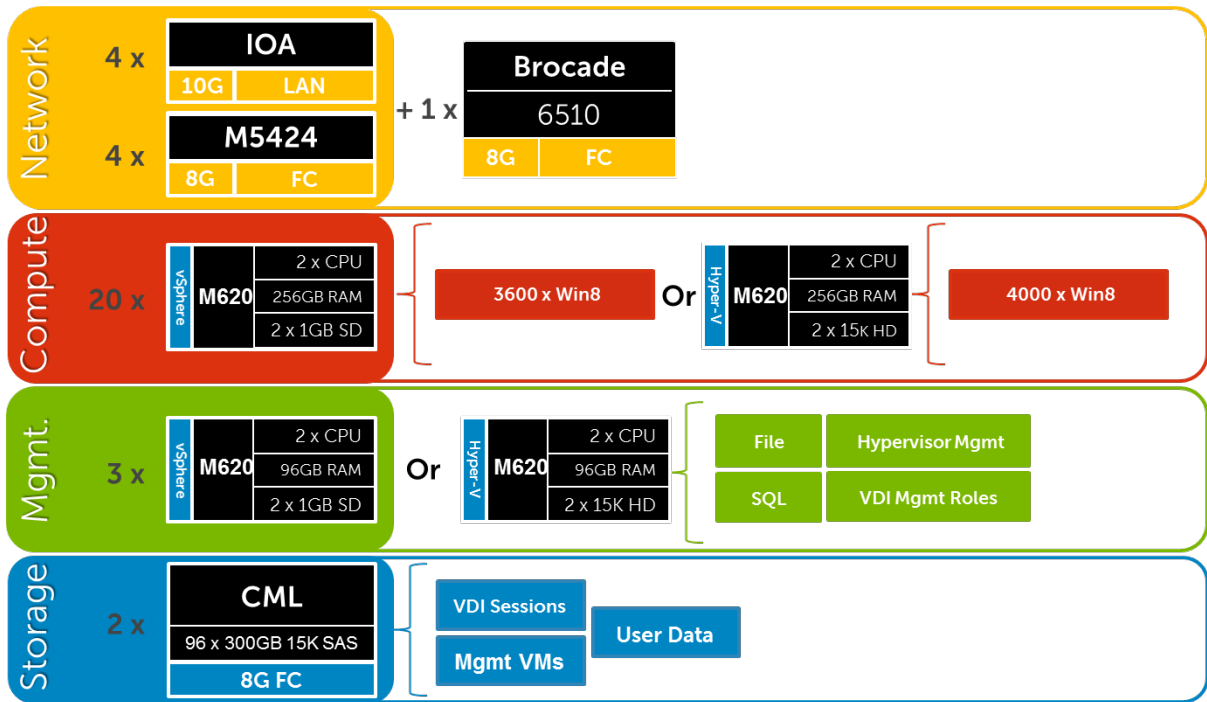 Network
4 x
IOA
10G LAN
4 x
M5424
8G FC
+ 1 x
Brocade
6510
8G FC
Compute
20 x
vSphere
M620
2 x CPU
256GB RAM
2 x 1GB SD
3600 x Win8
Or
Hyper-V
M620
2 x CPU
256GB RAM
2 x 15K HD
4000 x Win8
Mgmt.
3 x
vSphere
M620
2 x CPU
96GB RAM
2 x 1GB SD
Or
Hyper-V
M620
2 x CPU
96GB RAM
2 x 15K HD
File
Hypervisor Mgmt
SQL
VDI Mgmt Roles
Storage
2 x
CML
96 x 300GB 15K SAS
8G FC
VDI Sessions
Mgmt VMs
User Data